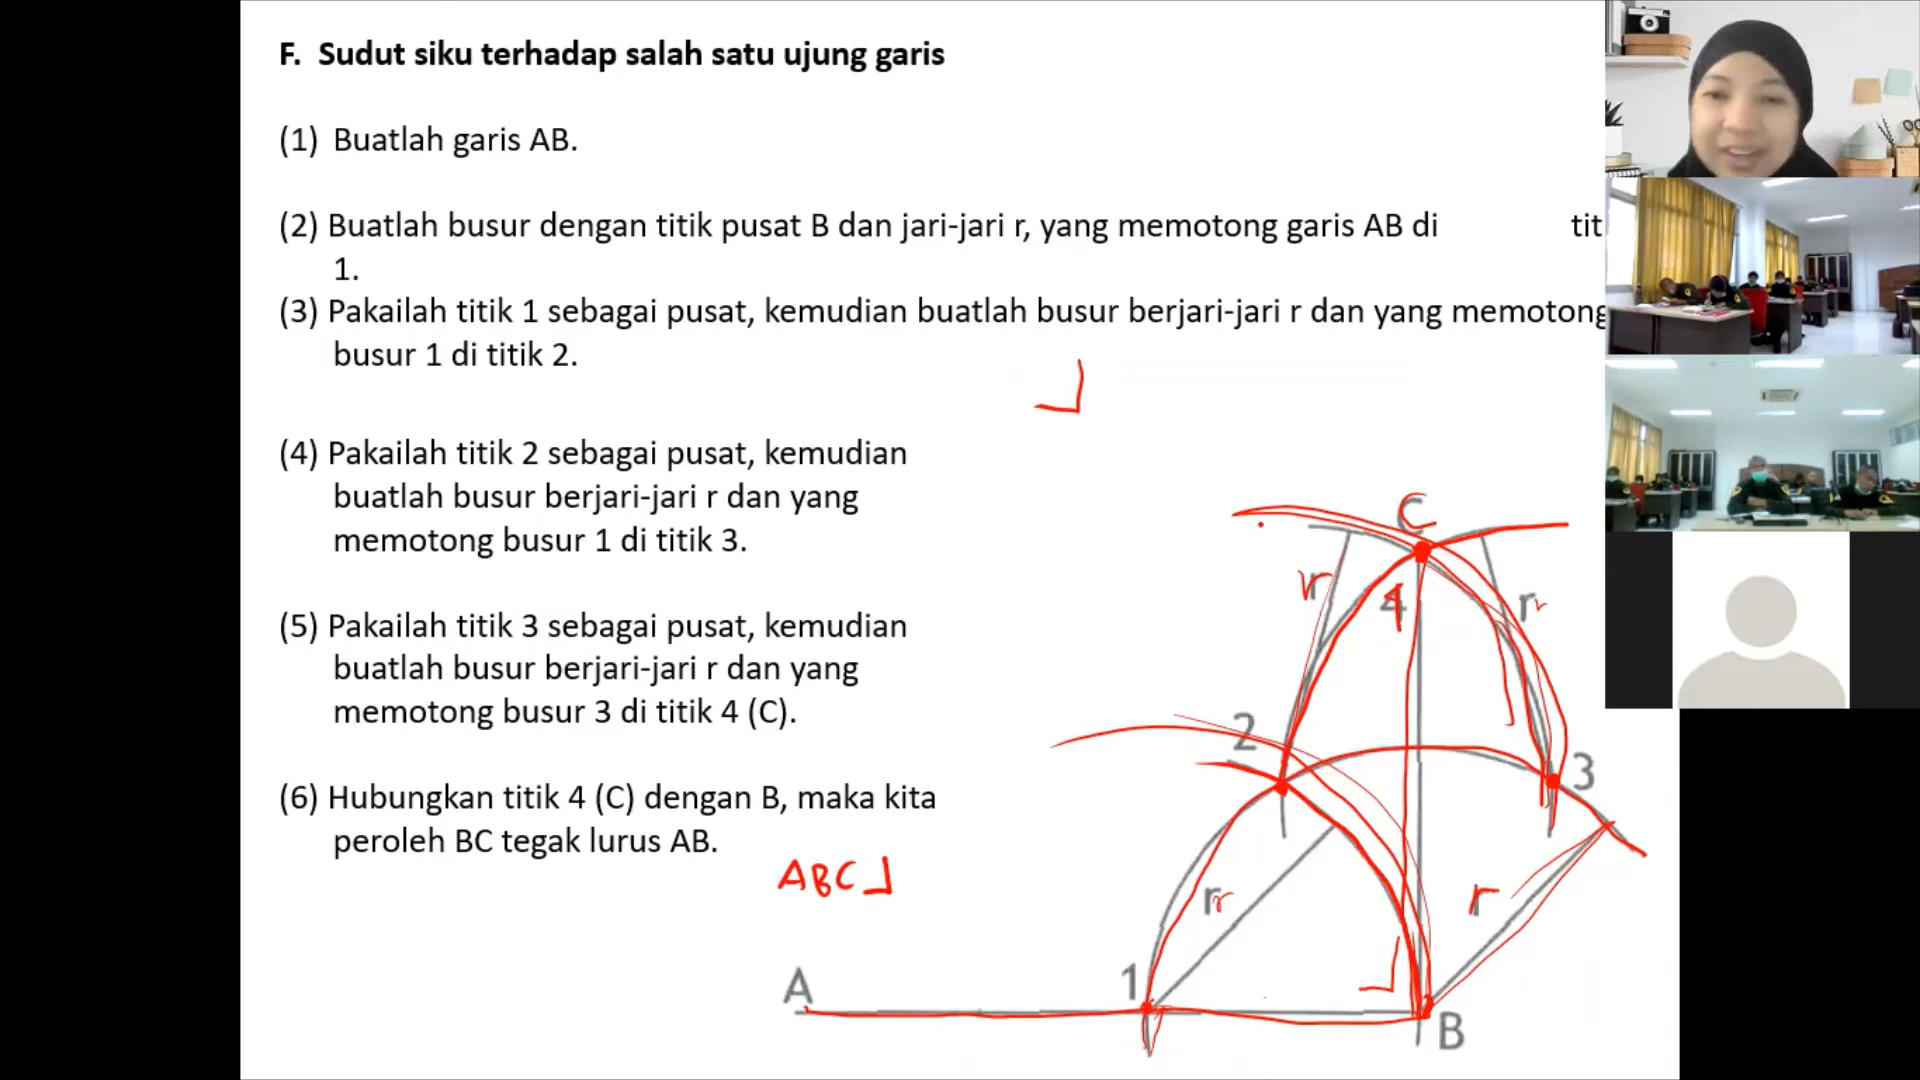 F. Sudut siku terhadap salah satu ujung garis
(1) Buatlah garis AB.
(2) Buatlah busur dengan titik pusat B dan jari-jari r, yang memotong garis AB di tit
1.
(3) Pakailah titik 1 sebagai pusat, kemudian buatlah busur berjari-jari r dan yang memotong
busur 1 di titik 2.
(4) Pakailah titik 2 sebagai pusat, kemudian
buatlah busur berjari-jari r dan yang
memotong busur 1 di titik 3.
(5) Pakailah titik 3 sebagai pusat, kemudian
buatlah busur berjari-jari r dan yang
memotong busur 3 di titik 4 (C).
(6) Hubungkan titik 4 (C) dengan B, maka kita
peroleh BC tegak lurus AB.
ABC
C
r
4
r r
2
3
r r
r
A
1
B